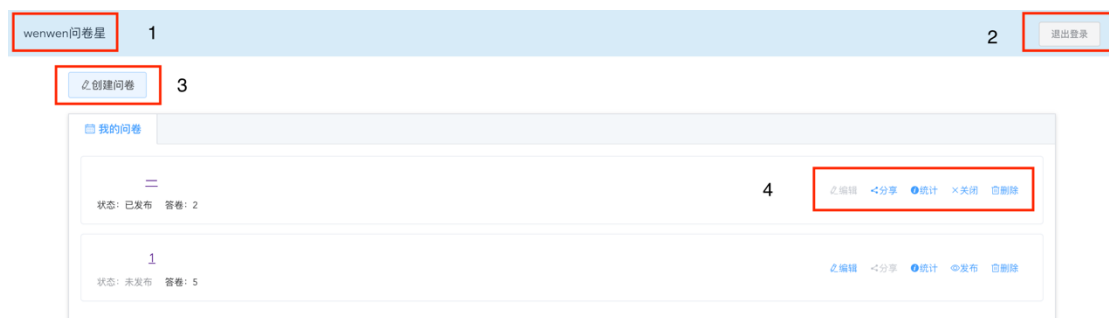 wenwen问卷星 1 2 退出登录
创建问卷 3
我的问卷
二
4 编辑 分享 统计 关闭 删除
状态：已发布 答卷：2
1
编辑 分享 统计 发布 删除
状态：未发布 答卷：5